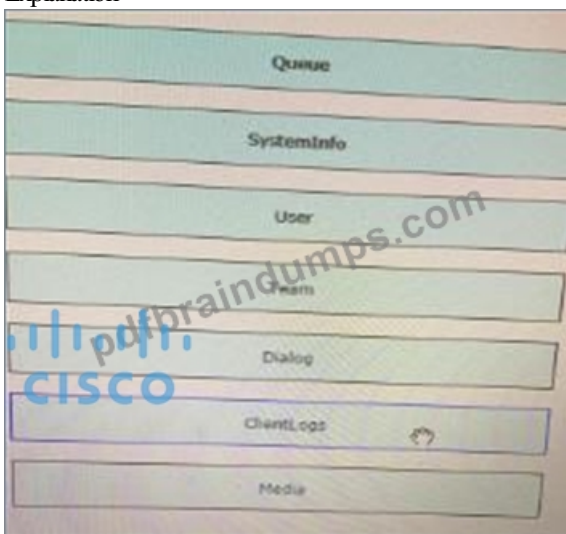 Queue
SystemInfo
User
Team
Dialog
ClientLogs
Media
pdfbraindumps.com
CISCO